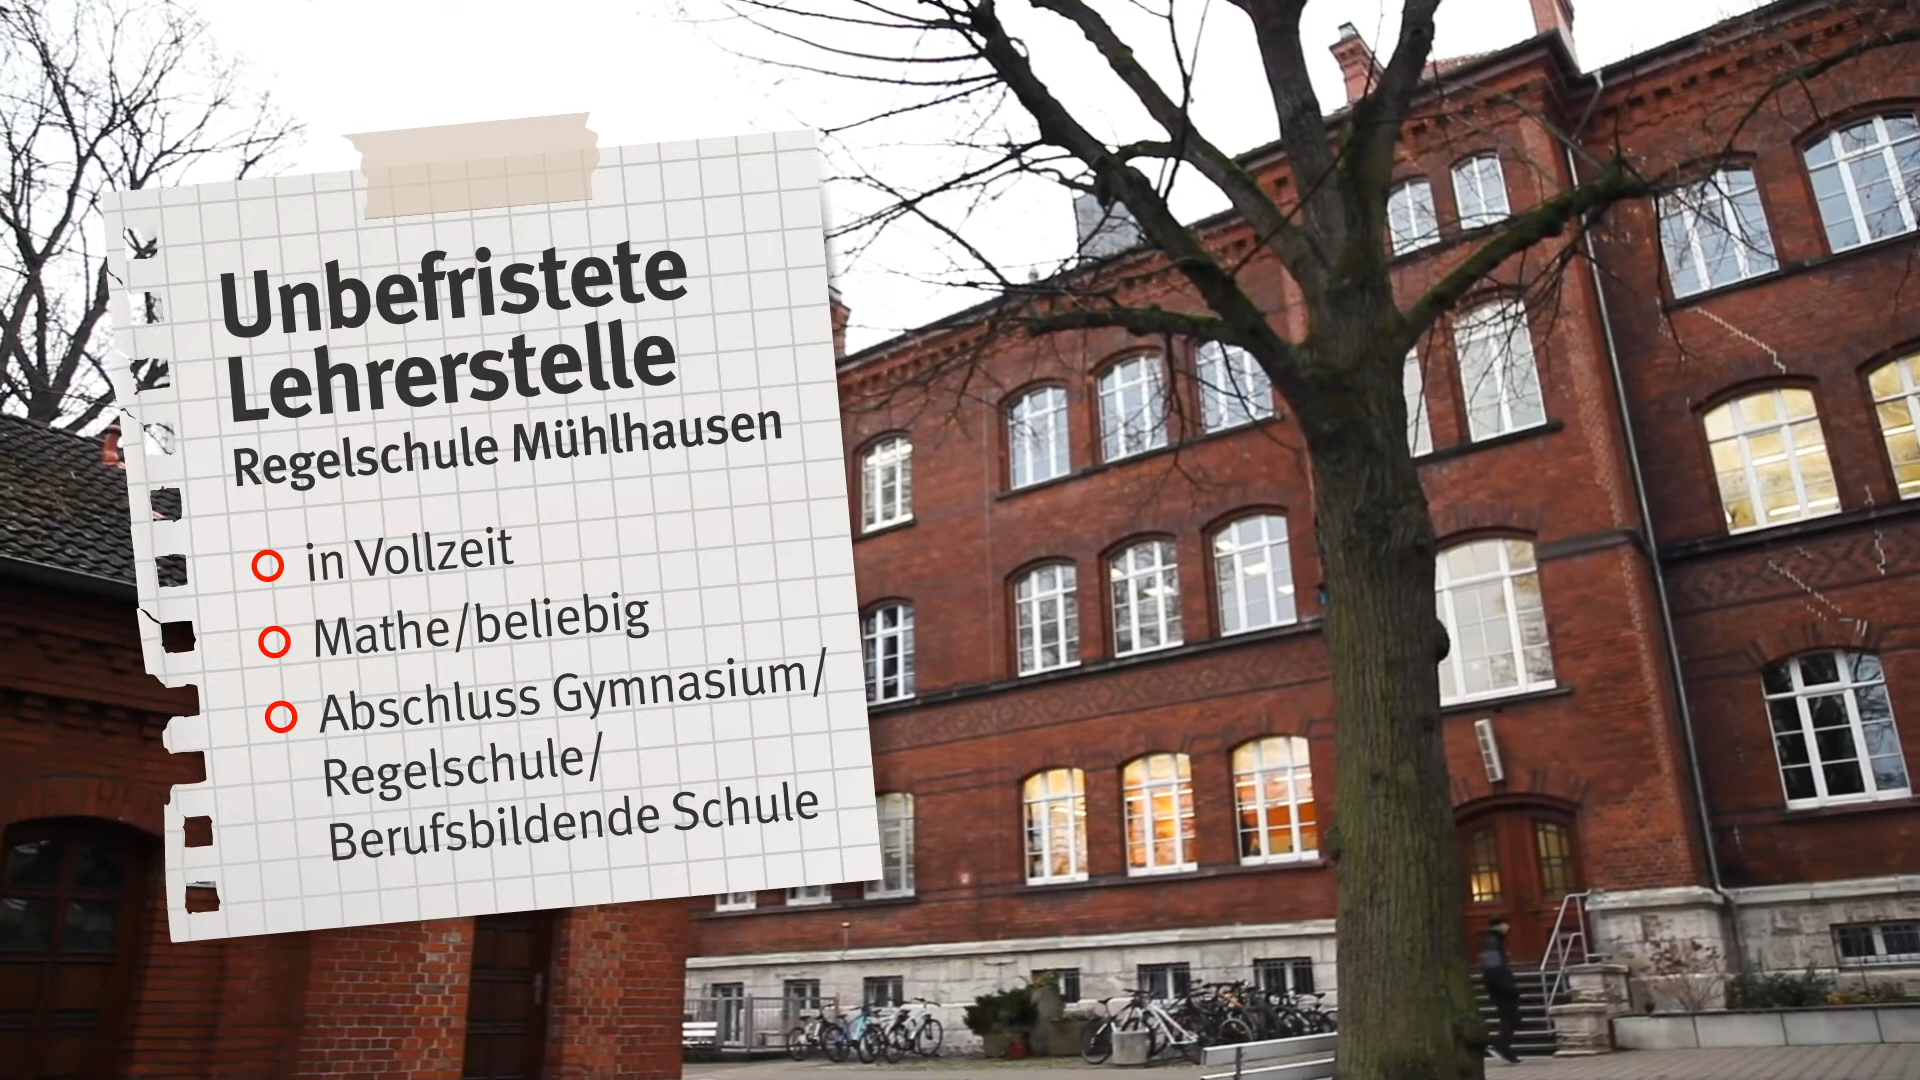 Unbefristete
Lehrerstelle
Regelschule Mühlhausen
in Vollzeit
Mathe/beliebig
Abschluss Gymnasium/
Regelschule/
Berufsbildende Schule